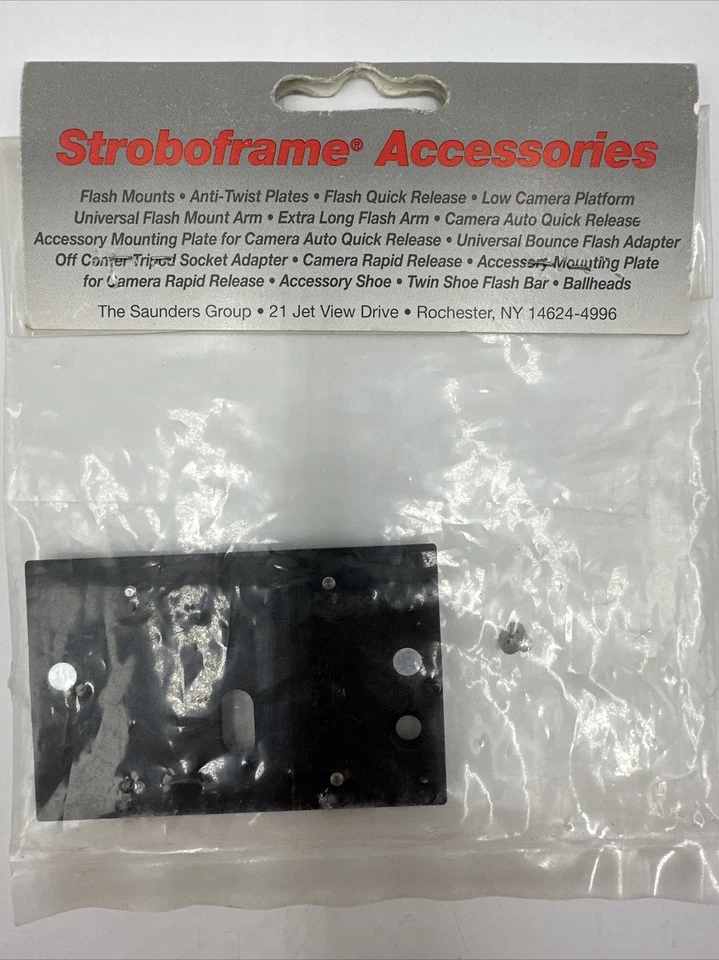 Stroboframe® Accessories
Flash Mounts • Anti-Twist Plates • Flash Quick Release • Low Camera Platform
Universal Flash Mount Arm • Extra Long Flash Arm • Camera Auto Quick Release
Accessory Mounting Plate for Camera Auto Quick Release • Universal Bounce Flash Adapter
Off Center Tripod Socket Adapter • Camera Rapid Release • Accessory Mounting Plate
for Camera Rapid Release • Accessory Shoe • Twin Shoe Flash Bar • Ballheads
The Saunders Group • 21 Jet View Drive • Rochester, NY 14624-4996